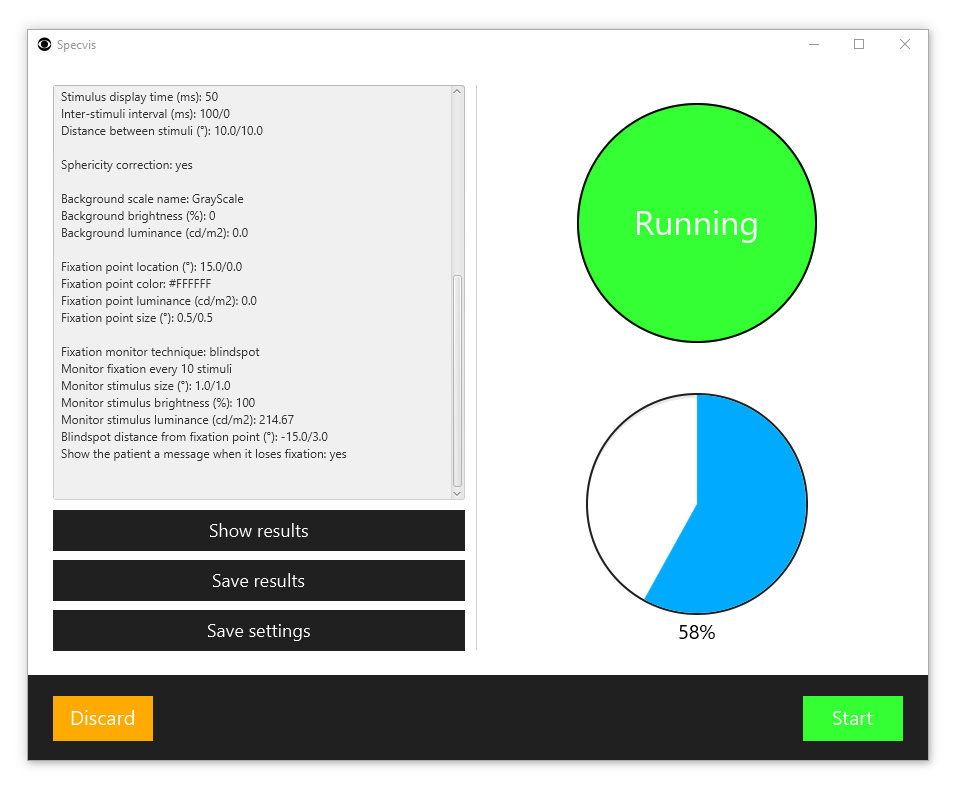 Specvis
Stimulus display time (ms): 50
Inter-stimuli interval (ms): 100/0
Distance between stimuli (°): 10.0/10.0
Sphericity correction: yes
Background scale name: GrayScale
Background brightness (%): 0
Background luminance (cd/m2): 0.0
Fixation point location (°): 15.0/0.0
Fixation point color: #FFFFFF
Fixation point luminance (cd/m2): 0.0
Fixation point size (°): 0.5/0.5
Fixation monitor technique: blindspot
Monitor fixation every 10 stimuli
Monitor stimulus size (°): 1.0/1.0
Monitor stimulus brightness (%): 100
Monitor stimulus luminance (cd/m2): 214.67
Blindspot distance from fixation point (°): -15.0/3.0
Show the patient a message when it loses fixation: yes
Show results
Save results
Save settings
Running
58%
Discard
Start